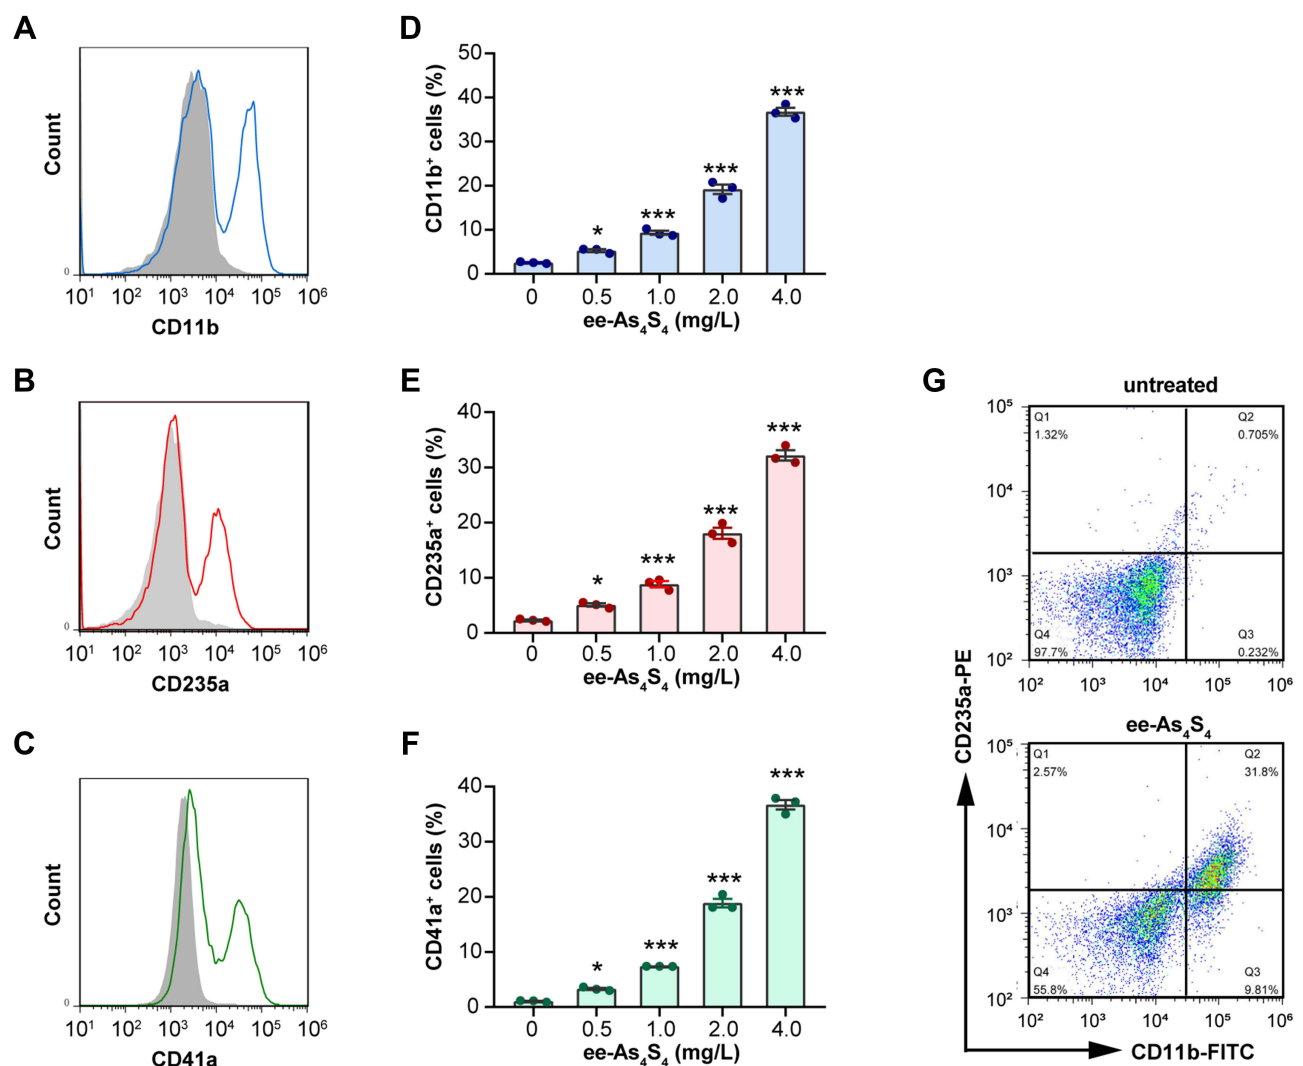 A
Count
0
10¹ 10² 10³ 10⁴ 10⁵ 10⁶
CD11b
D
CD11b⁺ cells (%)
50
40
30
20
10
0
* *** *** ***
0 0.5 1.0 2.0 4.0
ee-As₄S₄ (mg/L)
B
Count
0
10¹ 10² 10³ 10⁴ 10⁵ 10⁶
CD235a
E
CD235a⁺ cells (%)
40
30
20
10
0
* *** *** ***
0 0.5 1.0 2.0 4.0
ee-As₄S₄ (mg/L)
C
Count
0
10¹ 10² 10³ 10⁴ 10⁵ 10⁶
CD41a
F
CD41a⁺ cells (%)
40
30
20
10
0
* *** *** ***
0 0.5 1.0 2.0 4.0
ee-As₄S₄ (mg/L)
G
untreated
10⁵
10⁴
10³
10²
Q1
1.32%
Q2
0.705%
Q4
97.7%
Q3
0.232%
10² 10³ 10⁴ 10⁵ 10⁶
ee-As₄S₄
10⁵
10⁴
10³
10²
Q1
2.57%
Q2
31.8%
Q4
55.8%
Q3
9.81%
10² 10³ 10⁴ 10⁵ 10⁶
CD235a-PE
CD11b-FITC